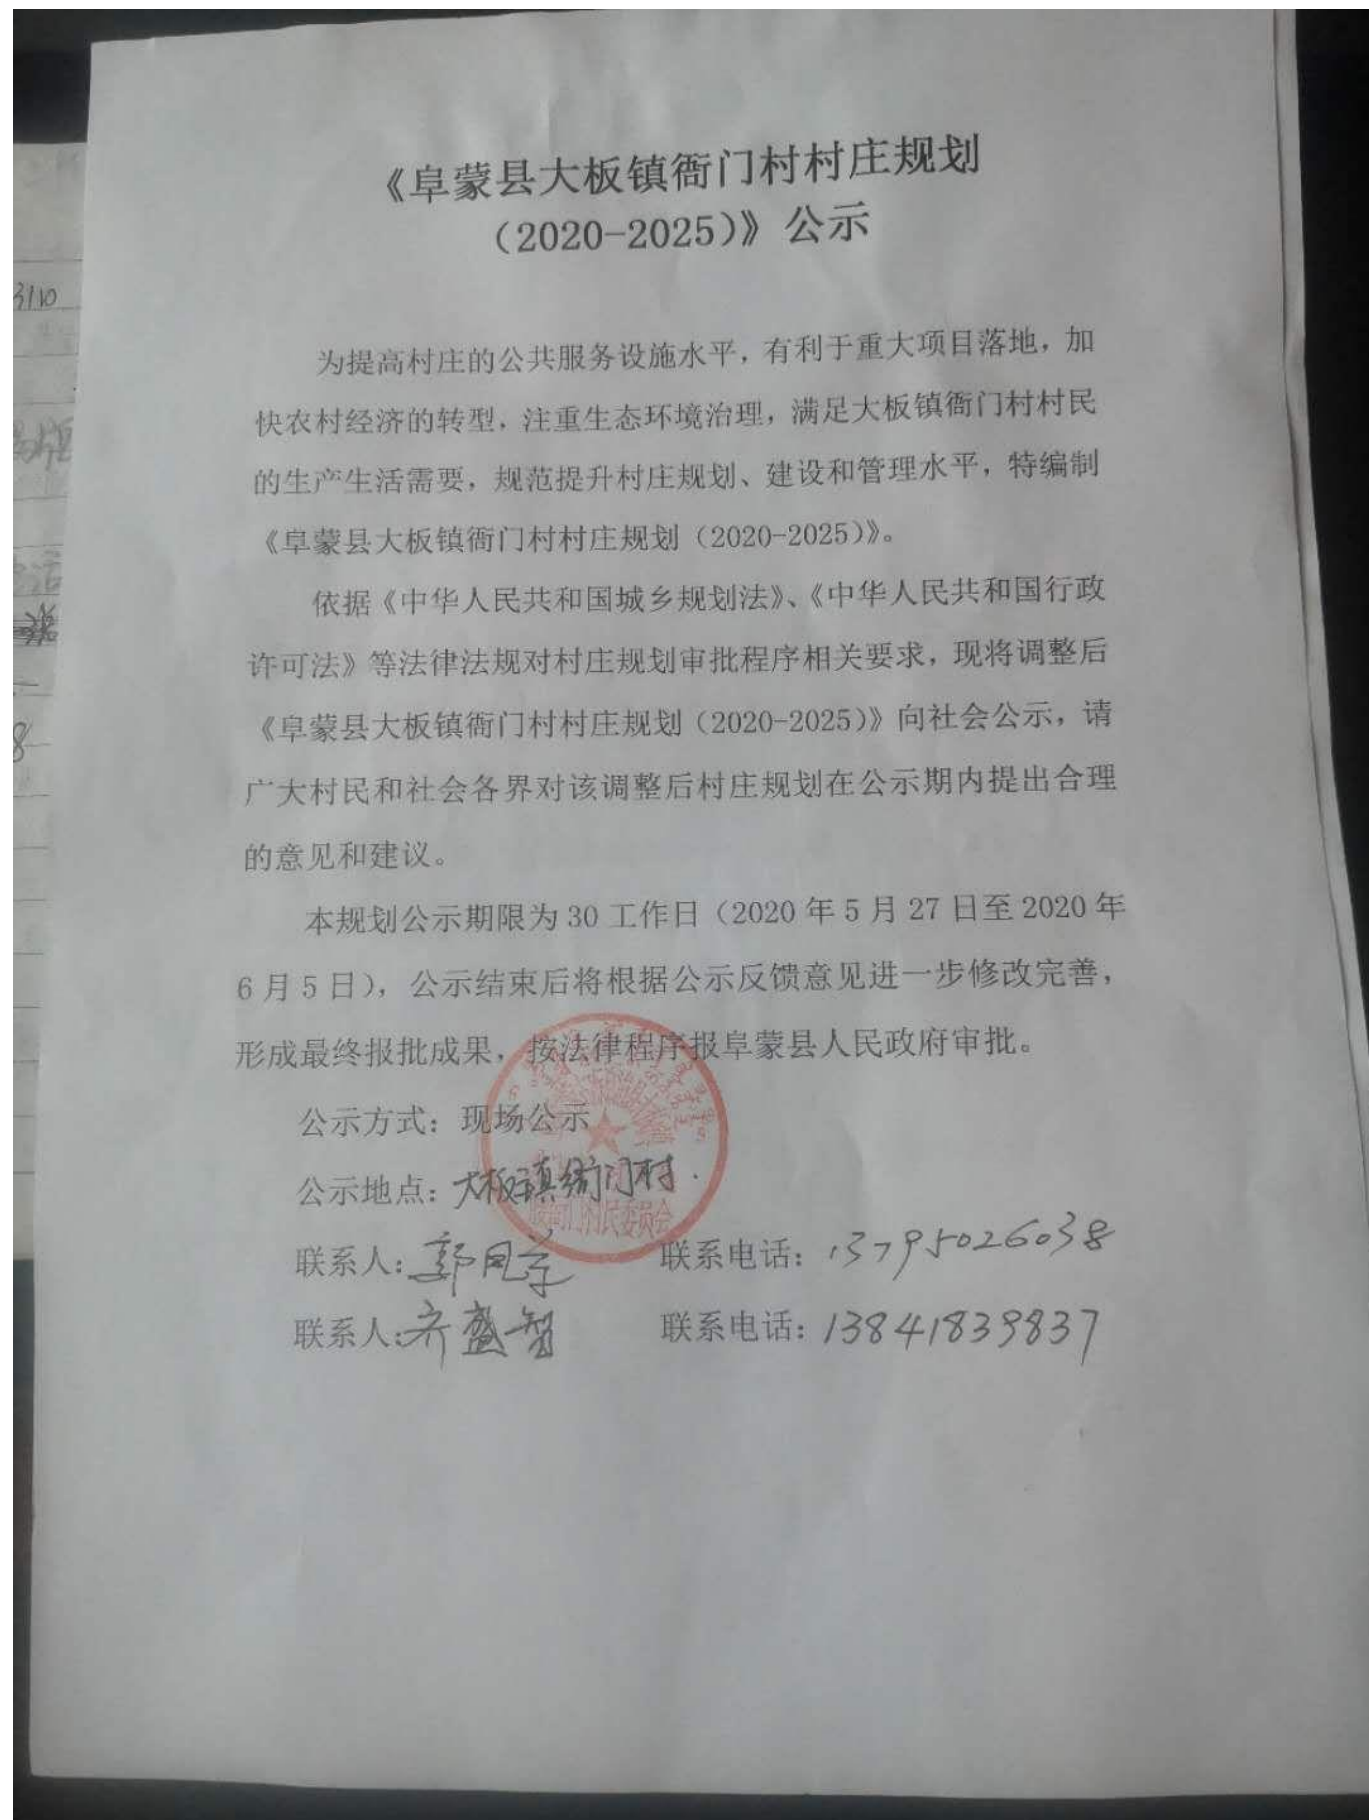 《阜蒙县大板镇衙门村村庄规划
（2020-2025）》公示
为提高村庄的公共服务设施水平，有利于重大项目落地，加
快农村经济的转型，注重生态环境治理，满足大板镇衙门村村民
的生产生活需要，规范提升村庄规划、建设和管理水平，特编制
《阜蒙县大板镇衙门村村庄规划（2020-2025）》。
依据《中华人民共和国城乡规划法》、《中华人民共和国行政
许可法》等法律法规对村庄规划审批程序相关要求，现将调整后
《阜蒙县大板镇衙门村村庄规划（2020-2025）》向社会公示，请
广大村民和社会各界对该调整后村庄规划在公示期内提出合理
的意见和建议。
本规划公示期限为 30 工作日（2020 年 5 月 27 日至 2020 年
6 月 5 日），公示结束后将根据公示反馈意见进一步修改完善，
形成最终报批成果，按法律程序报阜蒙县人民政府审批。
公示方式：现场公示
公示地点：大板镇衙门村.
联系人：郭 联系电话：13795026038
联系人：齐盛智 联系电话：13841839837
村民委员会
3110
8